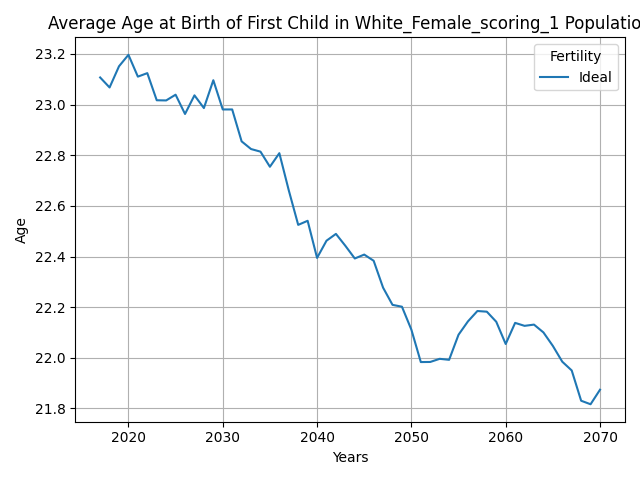 Average Age at Birth of First Child in White_Female_scoring_1 Populatio
Fertility
Ideal
23.2
23.0
22.8
22.6
22.4
22.2
22.0
21.8
Age
2020 2030 2040 2050 2060 2070
Years